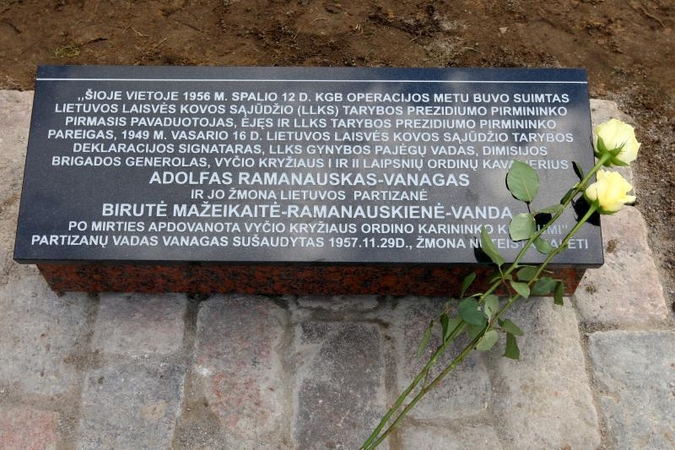 „ŠIOJE VIETOJE 1956 M. SPALIO 12 D. KGB OPERACIJOS METU BUVO SUIMTAS
LIETUVOS LAISVĖS KOVOS SĄJŪDŽIO (LLKS) TARYBOS PREZIDIUMO PIRMININKO
PIRMASIS PAVADUOTOJAS, ĖJĘS IR LLKS TARYBOS PREZIDIUMO PIRMININKO
PAREIGAS, 1949 M. VASARIO 16 D. LIETUVOS LAISVĖS KOVOS SĄJŪDŽIO TARYBOS
DEKLARACIJOS SIGNATARAS, LLKS GYNYBOS PAJĖGŲ VADAS, DIMISIJOS
BRIGADOS GENEROLAS, VYČIO KRYŽIAUS I IR II LAIPSNIŲ ORDINŲ KAVALIERIUS
ADOLFAS RAMANAUSKAS-VANAGAS
IR JO ŽMONA LIETUVOS PARTIZANĖ
BIRUTĖ MAŽEIKAITĖ-RAMANAUSKIENĖ-VANDA
PO MIRTIES APDOVANOTA VYČIO KRYŽIAUS ORDINO KARININKO
PARTIZANŲ VADAS VANAGAS SUŠAUDYTAS 1957.11.29D., ŽMONA